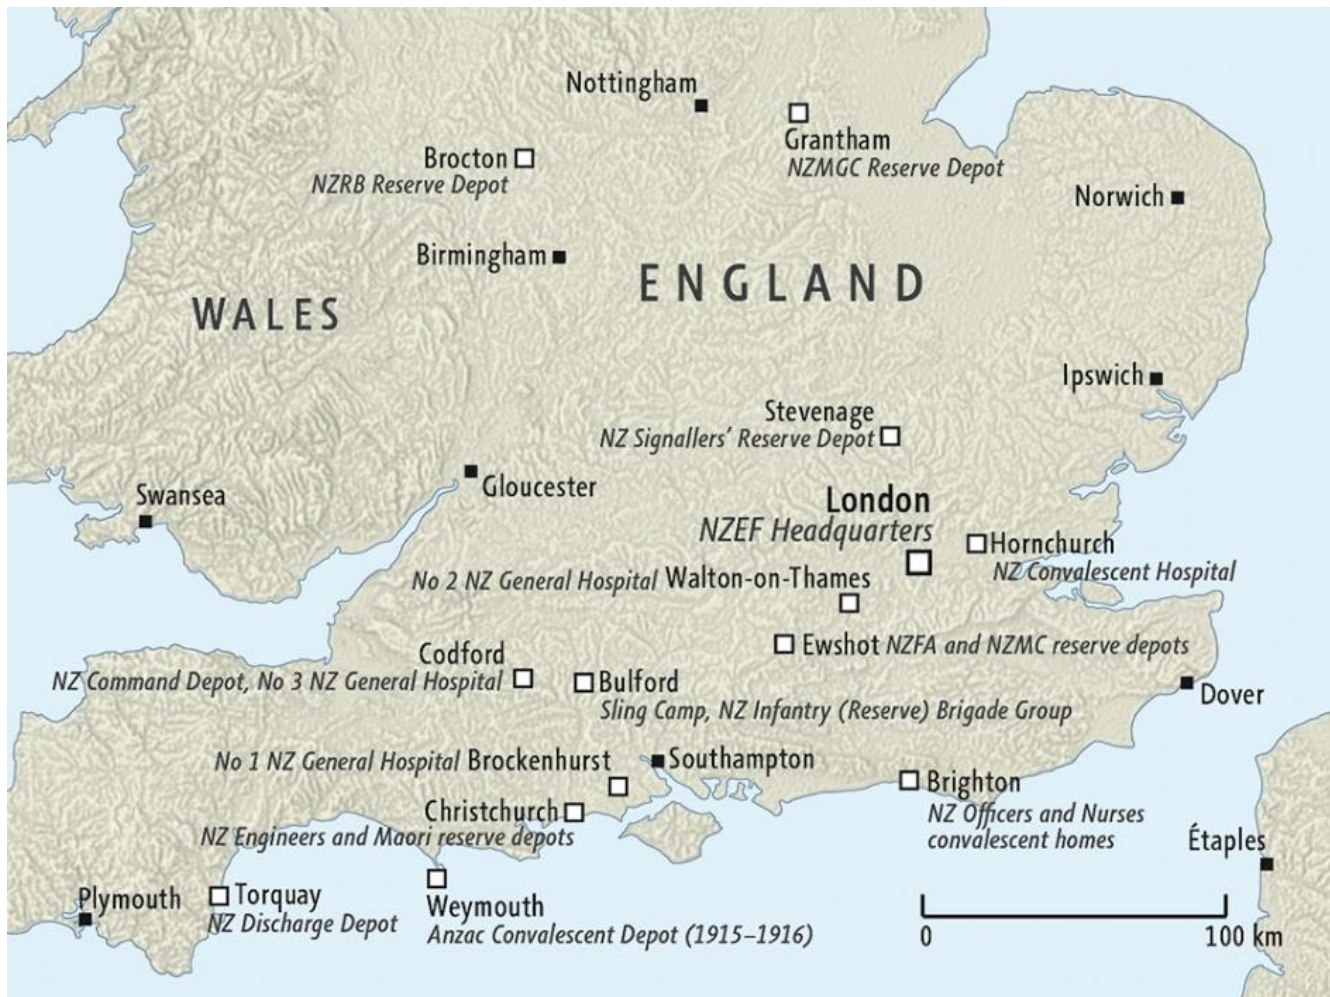 Nottingham
Grantham
NZMGC Reserve Depot
Brocton
NZRB Reserve Depot
Norwich
Birmingham
ENGLAND
WALES
Ipswich
Stevenage
NZ Signallers’ Reserve Depot
Gloucester
Swansea
London
NZEF Headquarters
Hornchurch
NZ Convalescent Hospital
No 2 NZ General Hospital Walton-on-Thames
Ewshot NZFA and NZMC reserve depots
Codford
NZ Command Depot, No 3 NZ General Hospital
Bulford
Sling Camp, NZ Infantry (Reserve) Brigade Group
Dover
No 1 NZ General Hospital Brockenhurst
Southampton
Brighton
NZ Officers and Nurses
convalescent homes
Christchurch
NZ Engineers and Maori reserve depots
Étaples
Plymouth
Torquay
NZ Discharge Depot
Weymouth
Anzac Convalescent Depot (1915–1916)
0 100 km